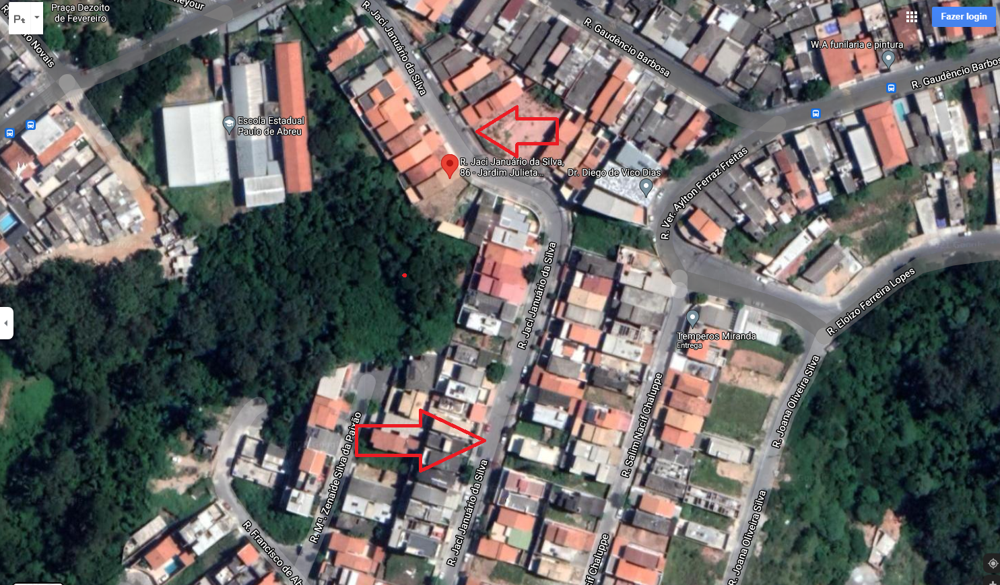 Praça Dezoito
de Fevereiro
Fazer login
R. Jaci Januário da Silva
R. Gaudêncio Barbosa
W.A funilaria e pintura
R. Gaudêncio Barbos
Escola Estadual
Paulo de Abreu
R. Jaci Januário da Silva,
86 - Jardim Julieta...
Dr. Diego de Vico Dias
R. Ver. Aylton Ferraz Freitas
R. Jaci Januário da Silva
R. Eloizo Ferreira Lopes
Temperos Miranda
Entrega
R. Joana Oliveira Silva
R. Salim Nacif Chaluppe
R. Mª. Zenaide Silva da Paixão
R. Jaci Januário da Silva
R. Francisco de Ab
cif Chaluppe
R. Joana Oliveira Silva